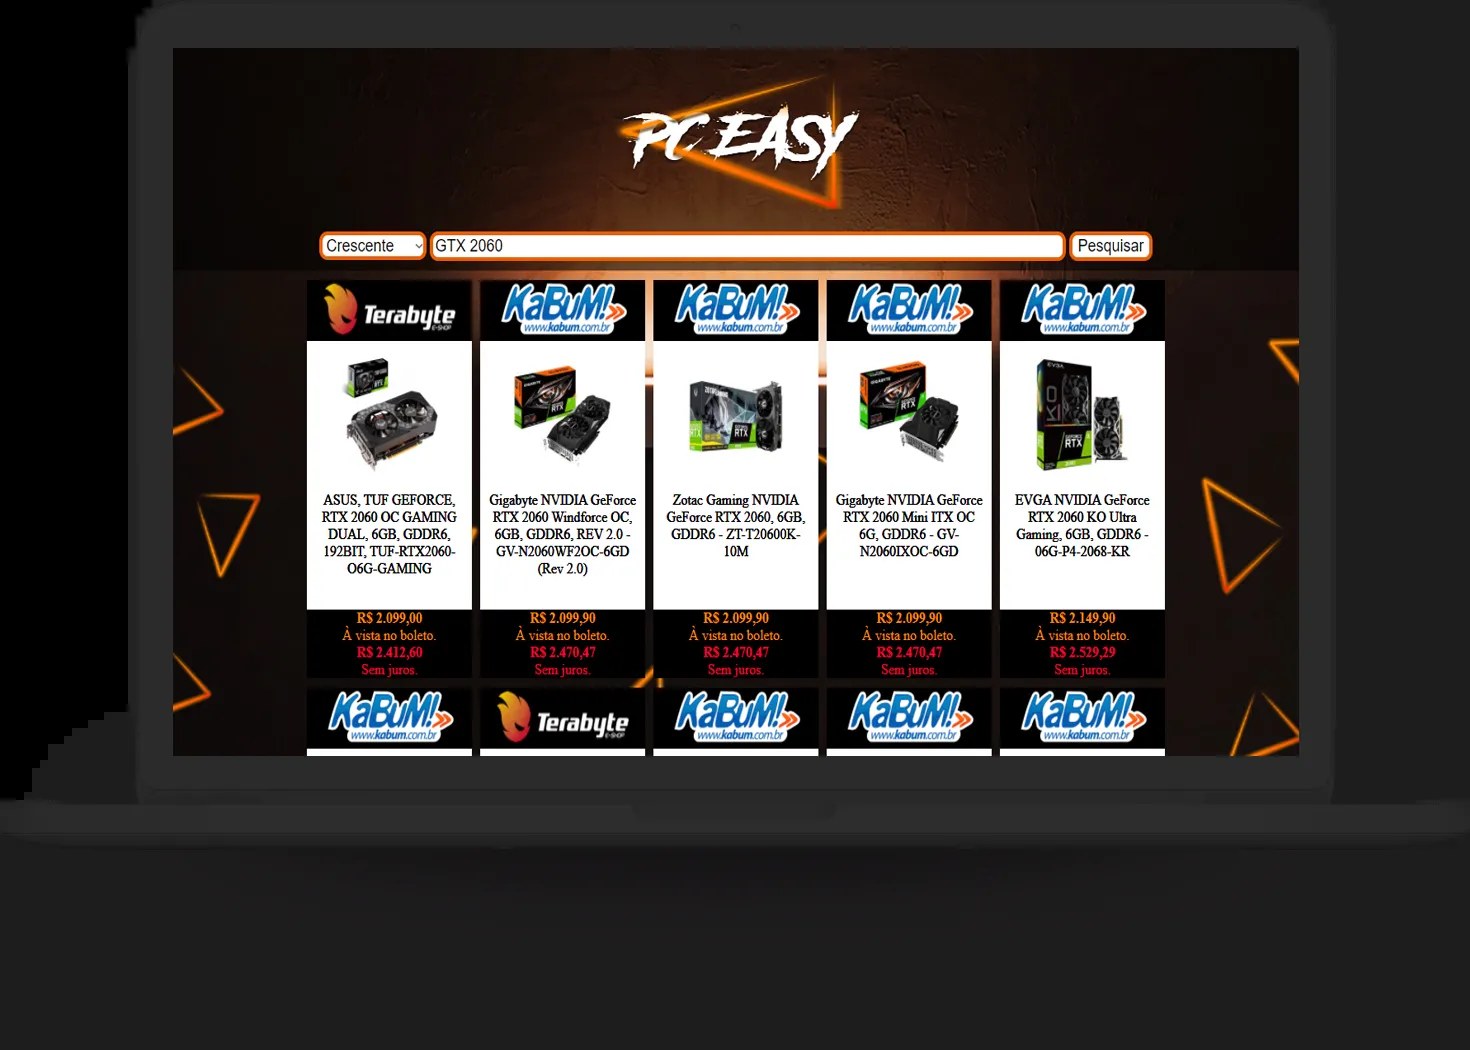 PC EASY
Crescente
GTX 2060
Pesquisar
Terabyte
E-SHOP
KaBuM!
www.kabum.com.br
KaBuM!
www.kabum.com.br
KaBuM!
www.kabum.com.br
KaBuM!
www.kabum.com.br
ASUS, TUF GEFORCE,
RTX 2060 OC GAMING
DUAL, 6GB, GDDR6,
192BIT, TUF-RTX2060-
O6G-GAMING
R$ 2.099,00
À vista no boleto.
R$ 2.412,60
Sem juros.
GIGABYTE
RTX
Gigabyte NVIDIA GeForce
RTX 2060 Windforce OC,
6GB, GDDR6, REV 2.0 -
GV-N2060WF2OC-6GD
(Rev 2.0)
R$ 2.099,90
À vista no boleto.
R$ 2.470,47
Sem juros.
RTX
Zotac Gaming NVIDIA
GeForce RTX 2060, 6GB,
GDDR6 - ZT-T20600K-
10M
R$ 2.099,90
À vista no boleto.
R$ 2.470,47
Sem juros.
GIGABYTE
RTX
Gigabyte NVIDIA GeForce
RTX 2060 Mini ITX OC
6G, GDDR6 - GV-
N2060IXOC-6GD
R$ 2.099,90
À vista no boleto.
R$ 2.470,47
Sem juros.
EVGA
KO
GEFORCE
RTX
EVGA NVIDIA GeForce
RTX 2060 KO Ultra
Gaming, 6GB, GDDR6 -
06G-P4-2068-KR
R$ 2.149,90
À vista no boleto.
R$ 2.529,29
Sem juros.
KaBuM!
www.kabum.com.br
Terabyte
E-SHOP
KaBuM!
www.kabum.com.br
KaBuM!
www.kabum.com.br
KaBuM!
www.kabum.com.br